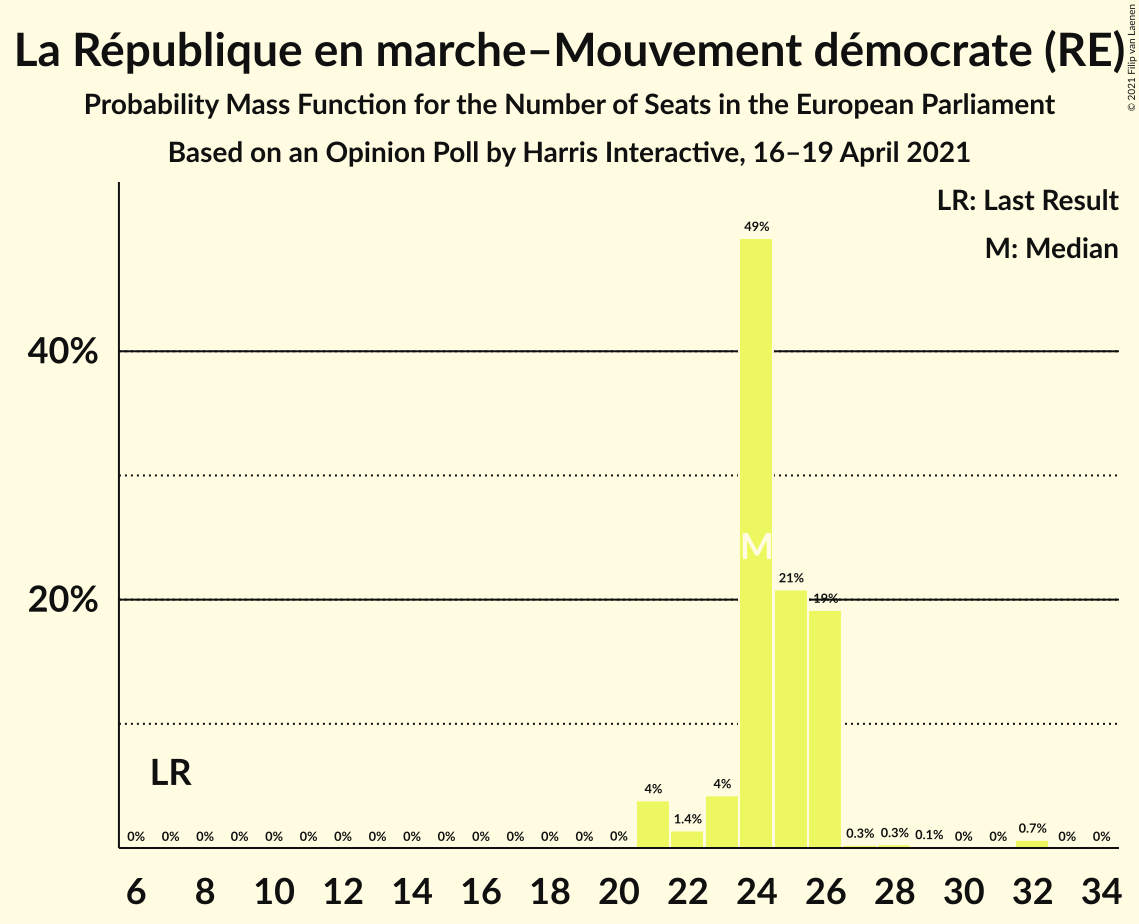 La République en marche–Mouvement démocrate (RE)
© 2021 Filip van Laenen
Probability Mass Function for the Number of Seats in the European Parliament
Based on an Opinion Poll by Harris Interactive, 16–19 April 2021
LR: Last Result
M: Median
49%
40%
M
21%
20%
19%
LR
4%
1.4%
4%
0% 0% 0% 0% 0% 0% 0% 0% 0% 0% 0% 0% 0% 0% 0% 0.3% 0.3% 0.1% 0% 0% 0.7% 0% 0%
6 8 10 12 14 16 18 20 22 24 26 28 30 32 34